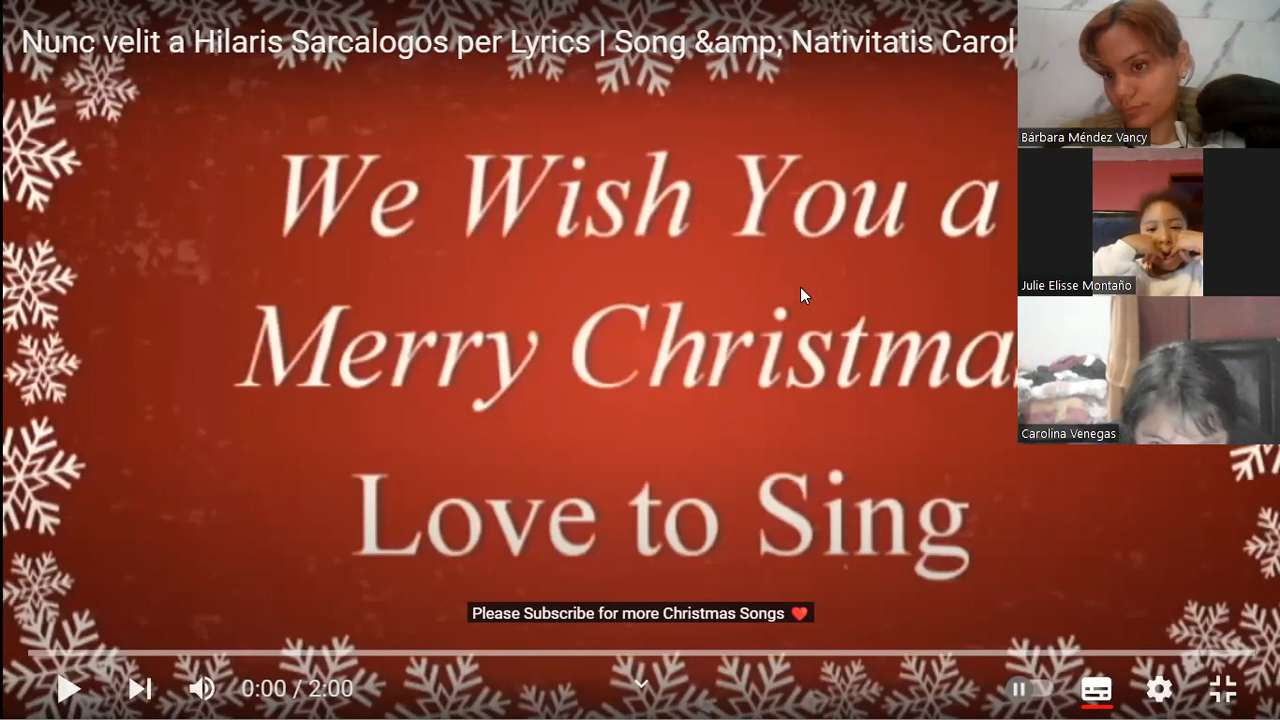 Nunc velit a Hilaris Sarcalogos per Lyrics | Song &amp; Nativitatis Carol
Bárbara Méndez Vancy
We Wish You a
Julie Elisse Montaño
Merry Christma
Carolina Venegas
Love to Sing
Please Subscribe for more Christmas Songs ❤️
0:00 / 2:00